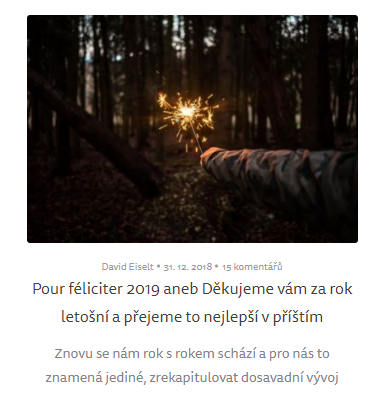 David Eiselt • 31. 12. 2018 • 15 komentářů
Pour féliciter 2019 aneb Děkujeme vám za rok
letošní a přejeme to nejlepší v příštím
Znovu se nám rok s rokem schází a pro nás to
znamená jediné, zrekapitulovat dosavadní vývoj